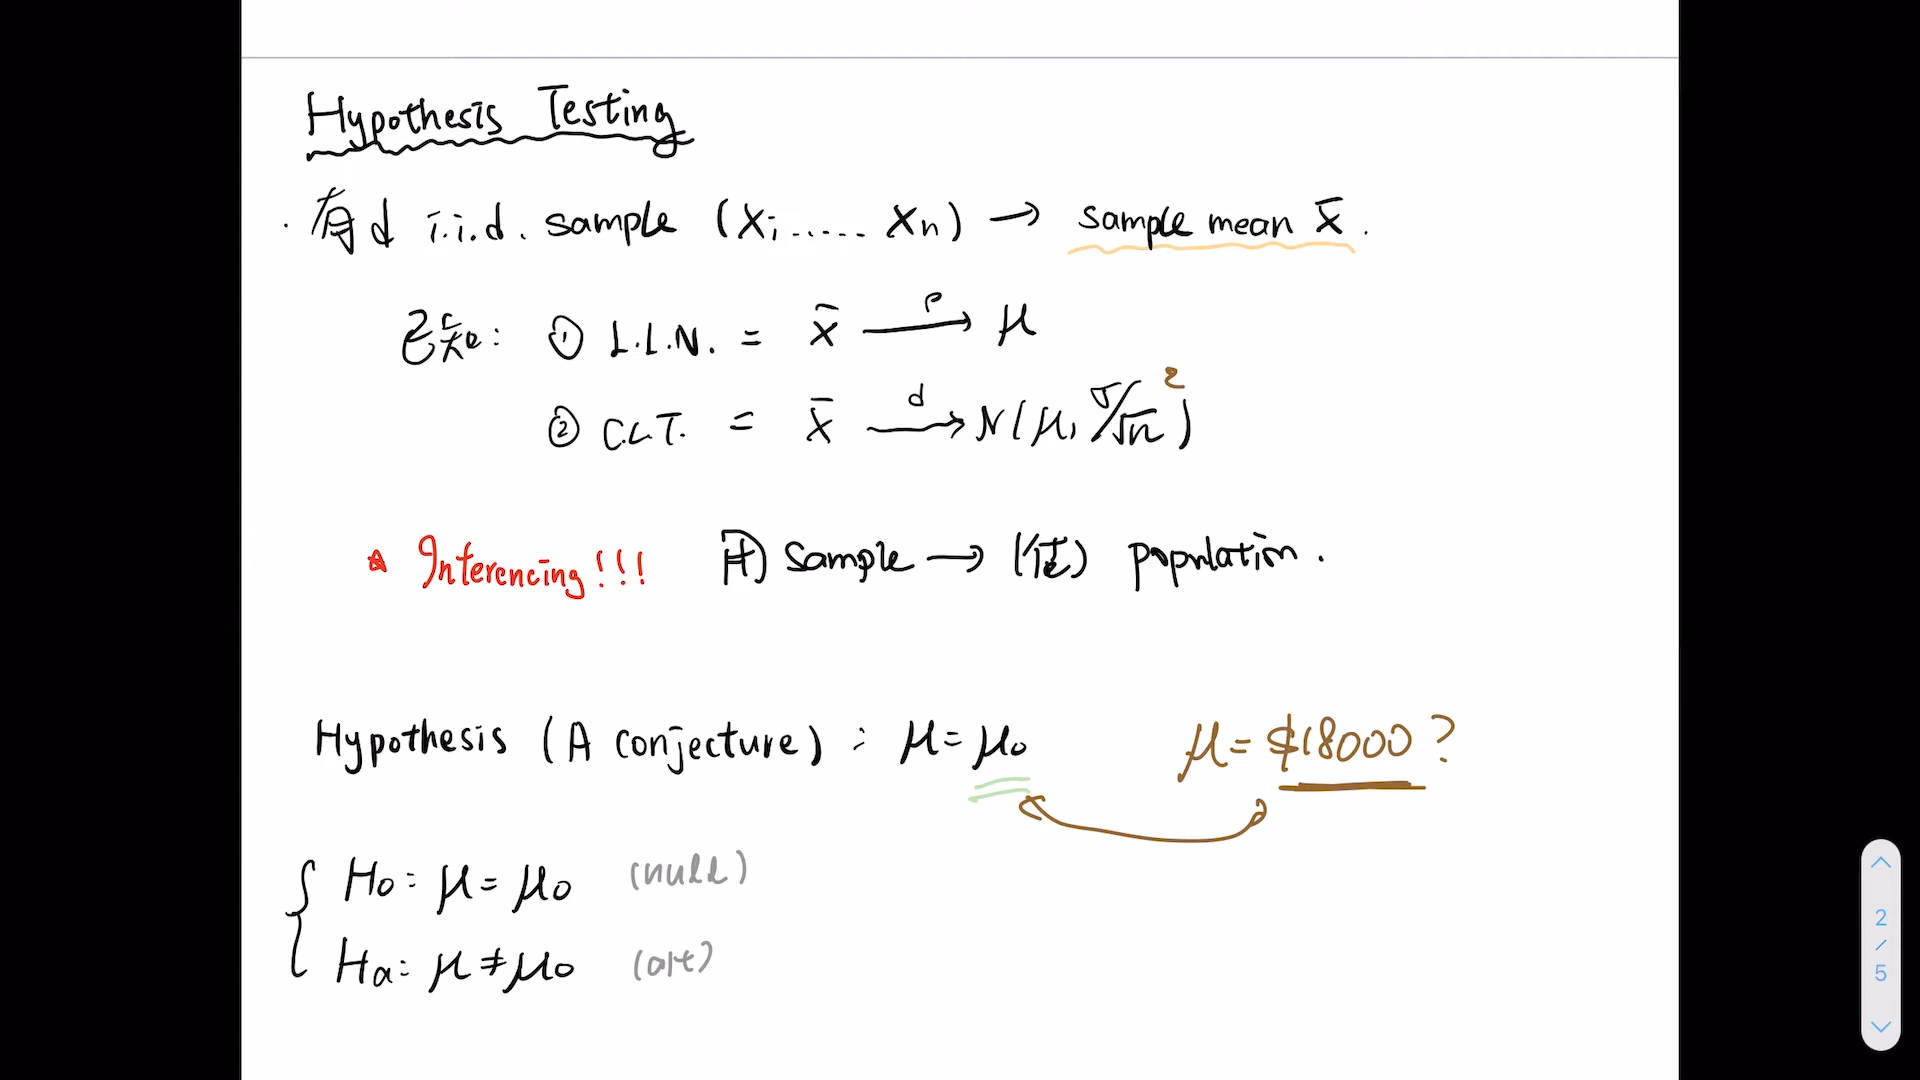 Hypothesis Testing
· 有d i.i.d. sample (Xi ..... Xn) → sample mean X̄.
已知: ① L.L.N. = X̄ →ᵖ μ
② C.L.T. = X̄ →ᵈ N(μ, σ/√n ²)
* Inferencing!!! 用 sample → 估 population.
Hypothesis (A conjecture) : μ = μ₀ μ = $18000?
H₀: μ = μ₀ (null)
Ha: μ ≠ μ₀ (alt)
2
/
5